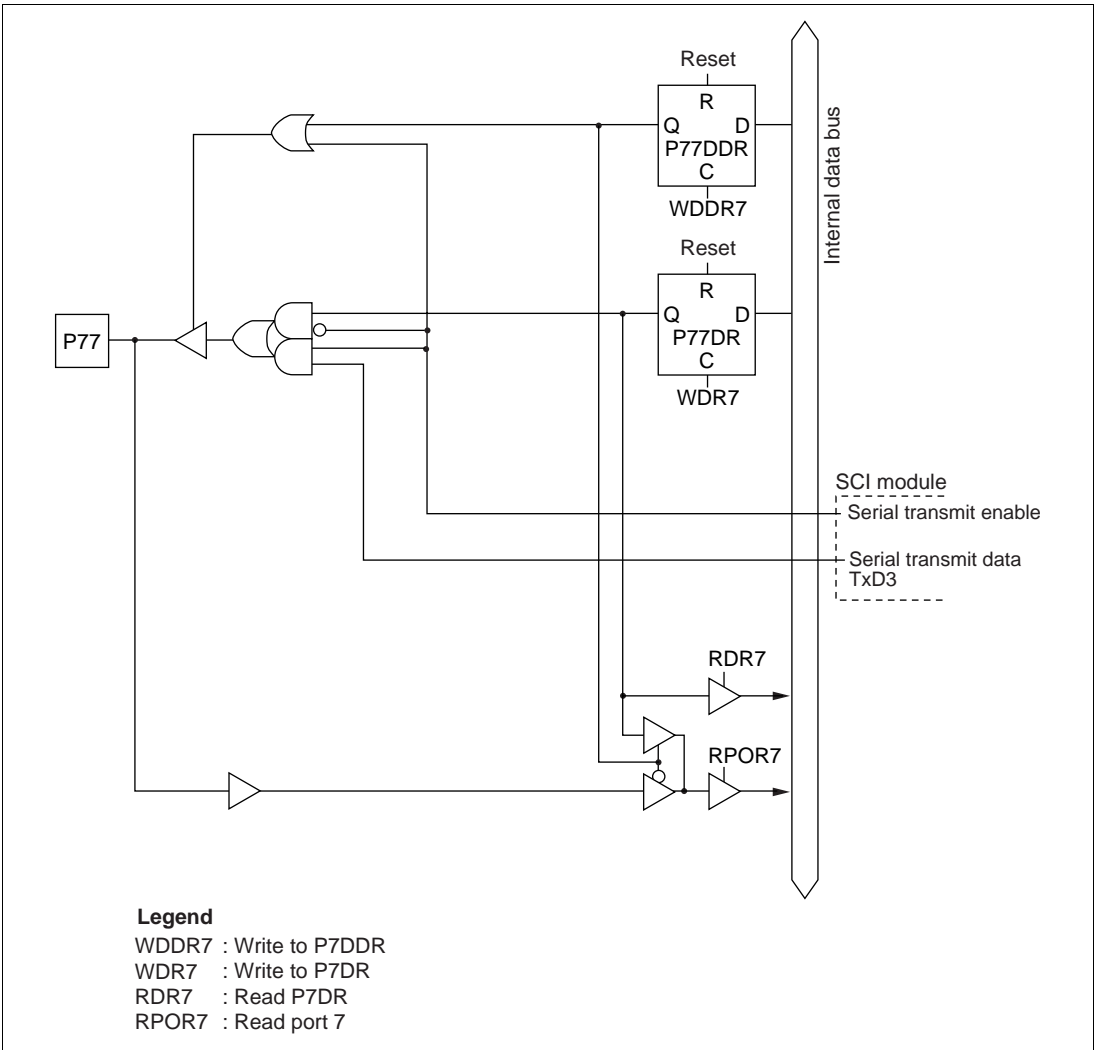 Reset
R
Q D
P77DDR
C
WDDR7
Internal data bus
Reset
R
Q D
P77DR
C
WDR7
P77
SCI module
Serial transmit enable
Serial transmit data
TxD3
RDR7
RPOR7
Legend
WDDR7 : Write to P7DDR
WDR7 : Write to P7DR
RDR7 : Read P7DR
RPOR7 : Read port 7